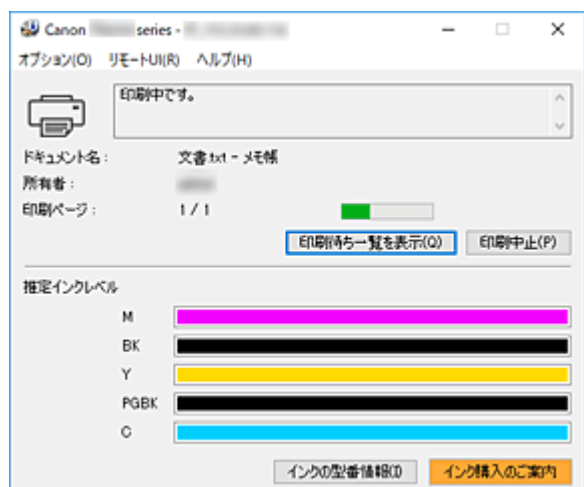 Canon series -
オプション(O) リモートUI(R) ヘルプ(H)
印刷中です。
ドキュメント名: 文書.txt - メモ帳
所有者:
印刷ページ: 1 / 1
印刷待ち一覧を表示(Q) 印刷中止(P)
推定インクレベル
M
BK
Y
PGBK
C
インクの型番情報(I) インク購入のご案内